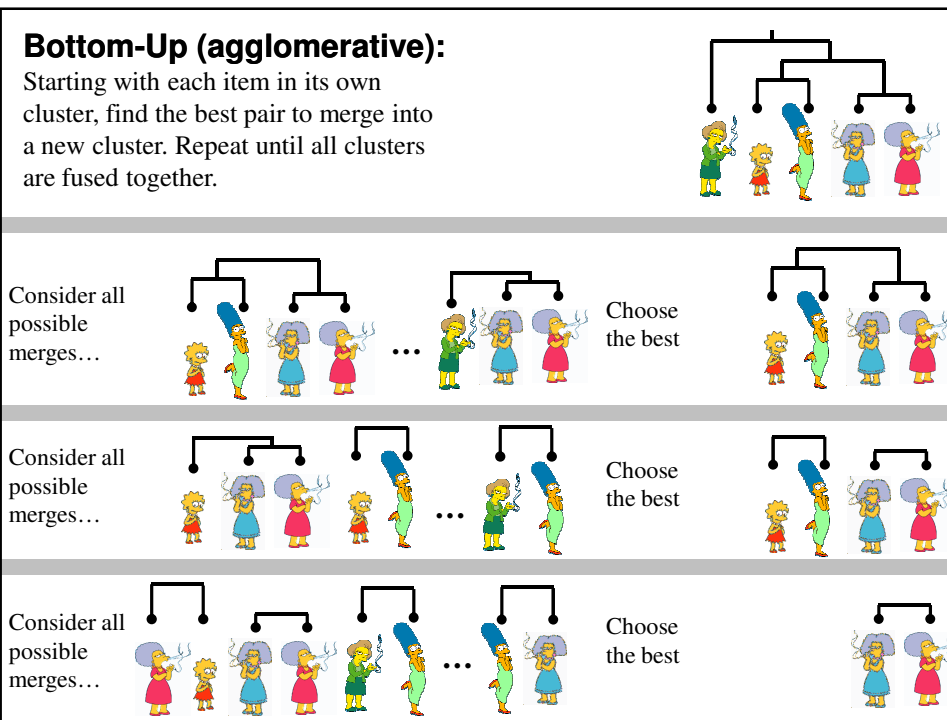 Bottom-Up (agglomerative):
Starting with each item in its own
cluster, find the best pair to merge into
a new cluster. Repeat until all clusters
are fused together.
Consider all
possible
merges…
…
Choose
the best
Consider all
possible
merges…
…
Choose
the best
Consider all
possible
merges…
…
Choose
the best